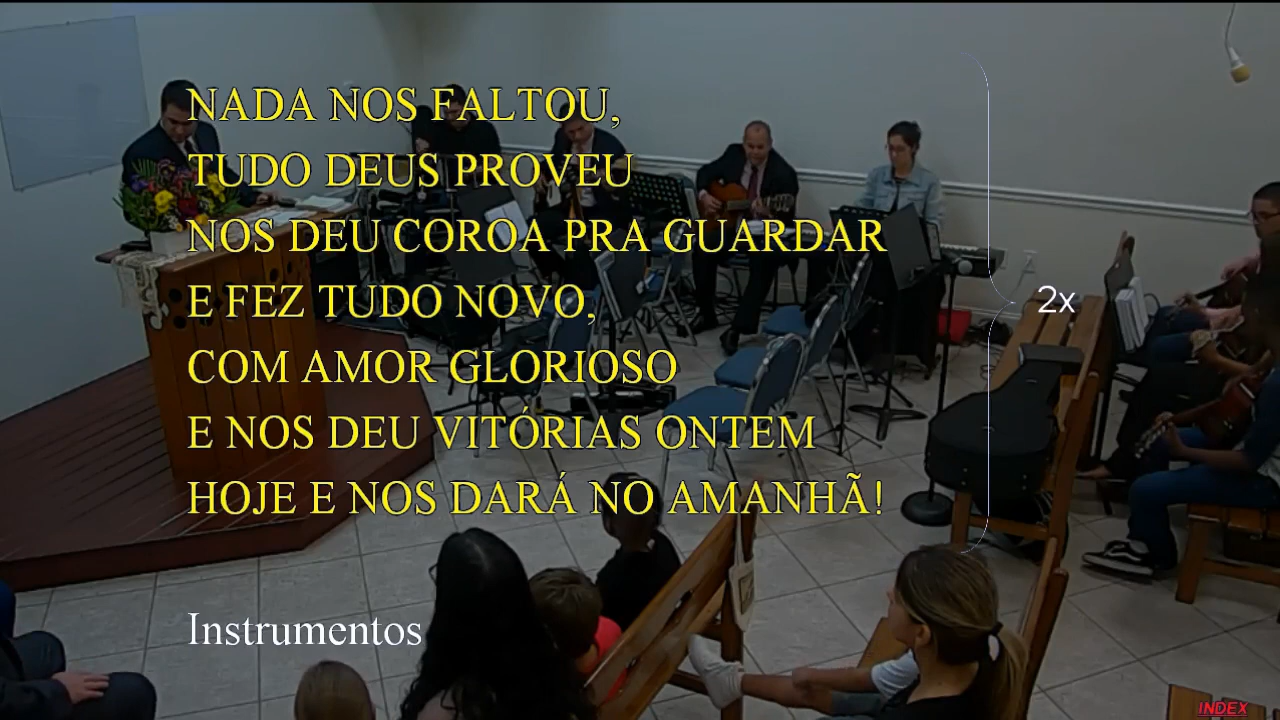 NADA NOS FALTOU,
TUDO DEUS PROVEU
NOS DEU COROA PRA GUARDAR
E FEZ TUDO NOVO,
COM AMOR GLORIOSO
E NOS DEU VITÓRIAS ONTEM
HOJE E NOS DARÁ NO AMANHÃ!
2x
Instrumentos
INDEX